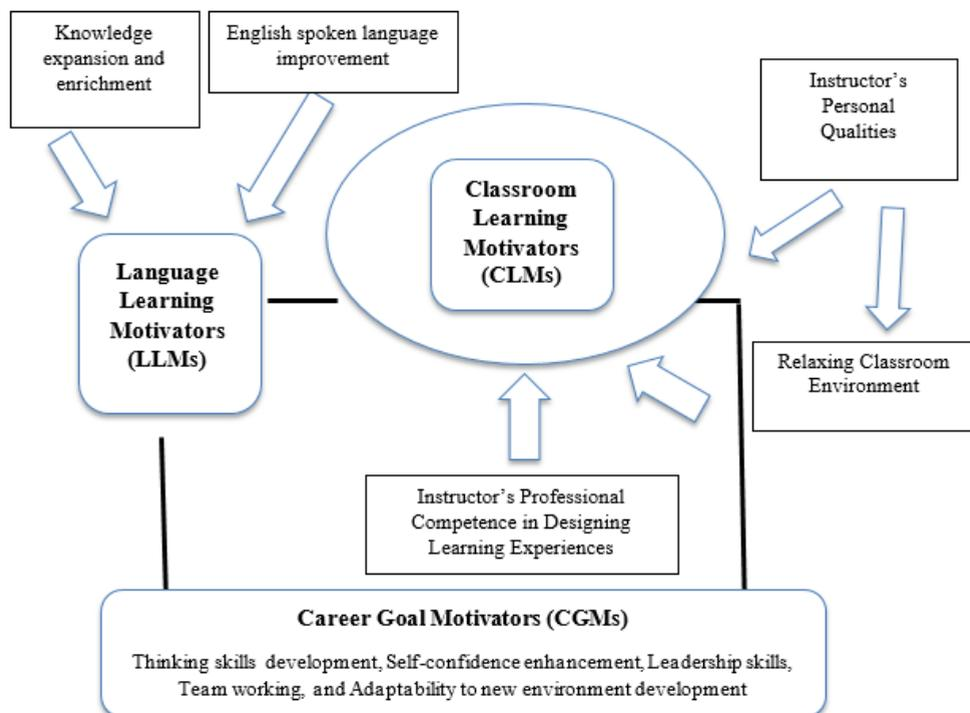 Knowledge
expansion and
enrichment
English spoken language
improvement
Instructor's
Personal
Qualities
Classroom
Learning
Motivators
(CLMs)
Language
Learning
Motivators
(LLMs)
Relaxing Classroom
Environment
Instructor's Professional
Competence in Designing
Learning Experiences
Career Goal Motivators (CGMs)
Thinking skills development, Self-confidence enhancement, Leadership skills,
Team working, and Adaptability to new environment development